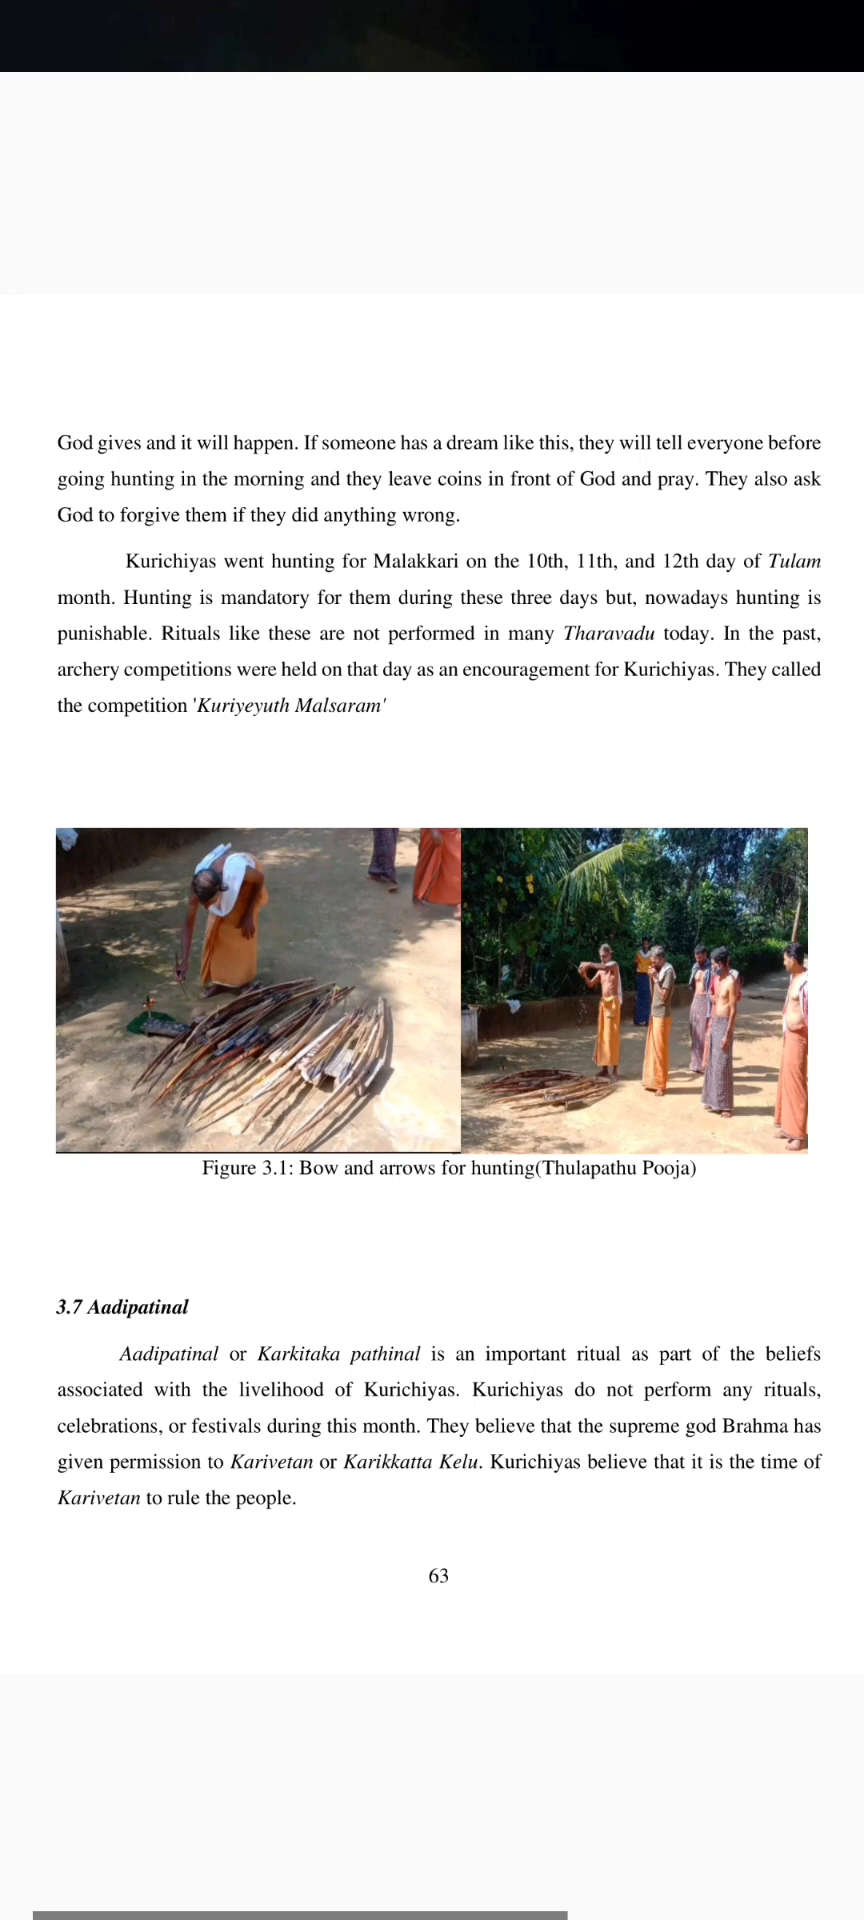 God gives and it will happen. If someone has a dream like this, they will tell everyone before
going hunting in the morning and they leave coins in front of God and pray. They also ask
God to forgive them if they did anything wrong.
Kurichiyas went hunting for Malakkari on the 10th, 11th, and 12th day of Tulam
month. Hunting is mandatory for them during these three days but, nowadays hunting is
punishable. Rituals like these are not performed in many Tharavadu today. In the past,
archery competitions were held on that day as an encouragement for Kurichiyas. They called
the competition 'Kuriyeyuth Malsaram'
Figure 3.1: Bow and arrows for hunting(Thulapathu Pooja)
3.7 Aadipatinal
Aadipatinal or Karkitaka pathinal is an important ritual as part of the beliefs
associated with the livelihood of Kurichiyas. Kurichiyas do not perform any rituals,
celebrations, or festivals during this month. They believe that the supreme god Brahma has
given permission to Karivetan or Karikkatta Kelu. Kurichiyas believe that it is the time of
Karivetan to rule the people.
63